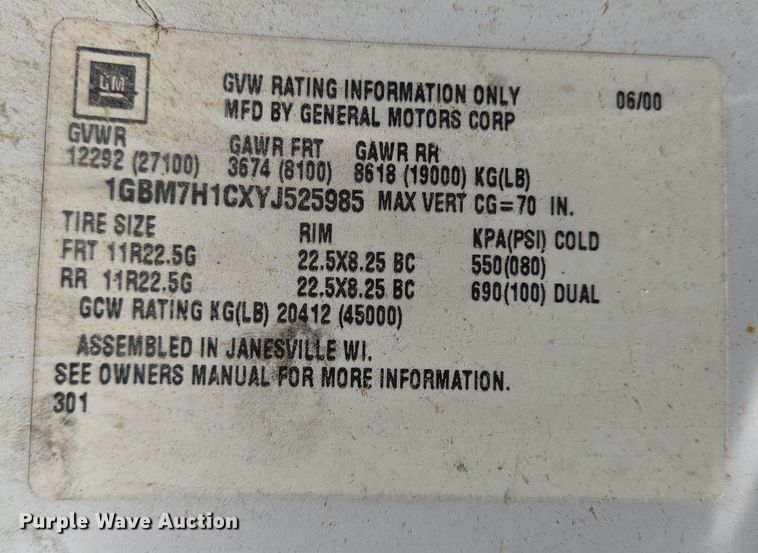 GM
GVW RATING INFORMATION ONLY 06/00
MFD BY GENERAL MOTORS CORP
GVWR GAWR FRT GAWR RR
12292 (27100) 3674 (8100) 8618 (19000) KG(LB)
1GBM7H1CXYJ525985 MAX VERT CG=70 IN.
TIRE SIZE RIM KPA(PSI) COLD
FRT 11R22.5G 22.5X8.25 BC 550(080)
RR 11R22.5G 22.5X8.25 BC 690(100) DUAL
GCW RATING KG(LB) 20412 (45000)
ASSEMBLED IN JANESVILLE WI.
SEE OWNERS MANUAL FOR MORE INFORMATION.
301
Purple Wave Auction